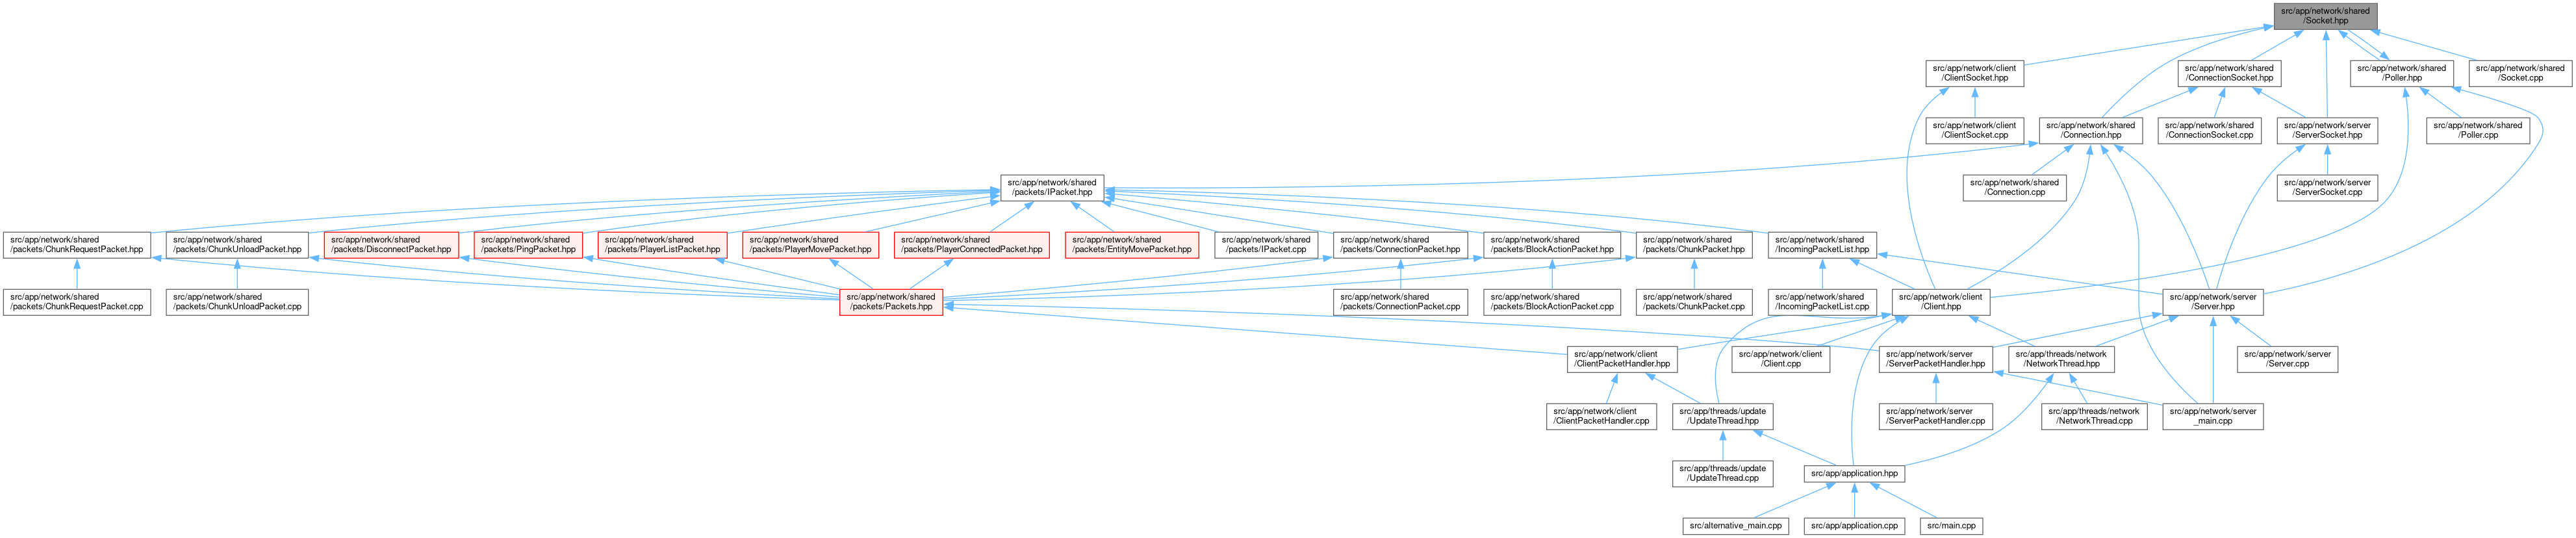 src/app/network/shared
/Socket.hpp
src/app/network/client
/ClientSocket.hpp
src/app/network/shared
/ConnectionSocket.hpp
src/app/network/shared
/Poller.hpp
src/app/network/shared
/Socket.cpp
src/app/network/client
/ClientSocket.cpp
src/app/network/shared
/Connection.hpp
src/app/network/shared
/ConnectionSocket.cpp
src/app/network/server
/ServerSocket.hpp
src/app/network/shared
/Poller.cpp
src/app/network/shared
/packets/IPacket.hpp
src/app/network/shared
/Connection.cpp
src/app/network/server
/ServerSocket.cpp
src/app/network/shared
/packets/ChunkRequestPacket.hpp
src/app/network/shared
/packets/ChunkUnloadPacket.hpp
src/app/network/shared
/packets/DisconnectPacket.hpp
src/app/network/shared
/packets/PingPacket.hpp
src/app/network/shared
/packets/PlayerListPacket.hpp
src/app/network/shared
/packets/PlayerMovePacket.hpp
src/app/network/shared
/packets/PlayerConnectedPacket.hpp
src/app/network/shared
/packets/EntityMovePacket.hpp
src/app/network/shared
/packets/IPacket.cpp
src/app/network/shared
/packets/ConnectionPacket.hpp
src/app/network/shared
/packets/BlockActionPacket.hpp
src/app/network/shared
/packets/ChunkPacket.hpp
src/app/network/shared
/IncomingPacketList.hpp
src/app/network/shared
/packets/ChunkRequestPacket.cpp
src/app/network/shared
/packets/ChunkUnloadPacket.cpp
src/app/network/shared
/packets/Packets.hpp
src/app/network/shared
/packets/ConnectionPacket.cpp
src/app/network/shared
/packets/BlockActionPacket.cpp
src/app/network/shared
/packets/ChunkPacket.cpp
src/app/network/shared
/IncomingPacketList.cpp
src/app/network/client
/Client.hpp
src/app/network/server
/Server.hpp
src/app/network/client
/ClientPacketHandler.hpp
src/app/network/client
/Client.cpp
src/app/network/server
/ServerPacketHandler.hpp
src/app/threads/network
/NetworkThread.hpp
src/app/network/server
/Server.cpp
src/app/network/client
/ClientPacketHandler.cpp
src/app/threads/update
/UpdateThread.hpp
src/app/network/server
/ServerPacketHandler.cpp
src/app/threads/network
/NetworkThread.cpp
src/app/network/server
_main.cpp
src/app/threads/update
/UpdateThread.cpp
src/app/application.hpp
src/alternative_main.cpp
src/app/application.cpp
src/main.cpp